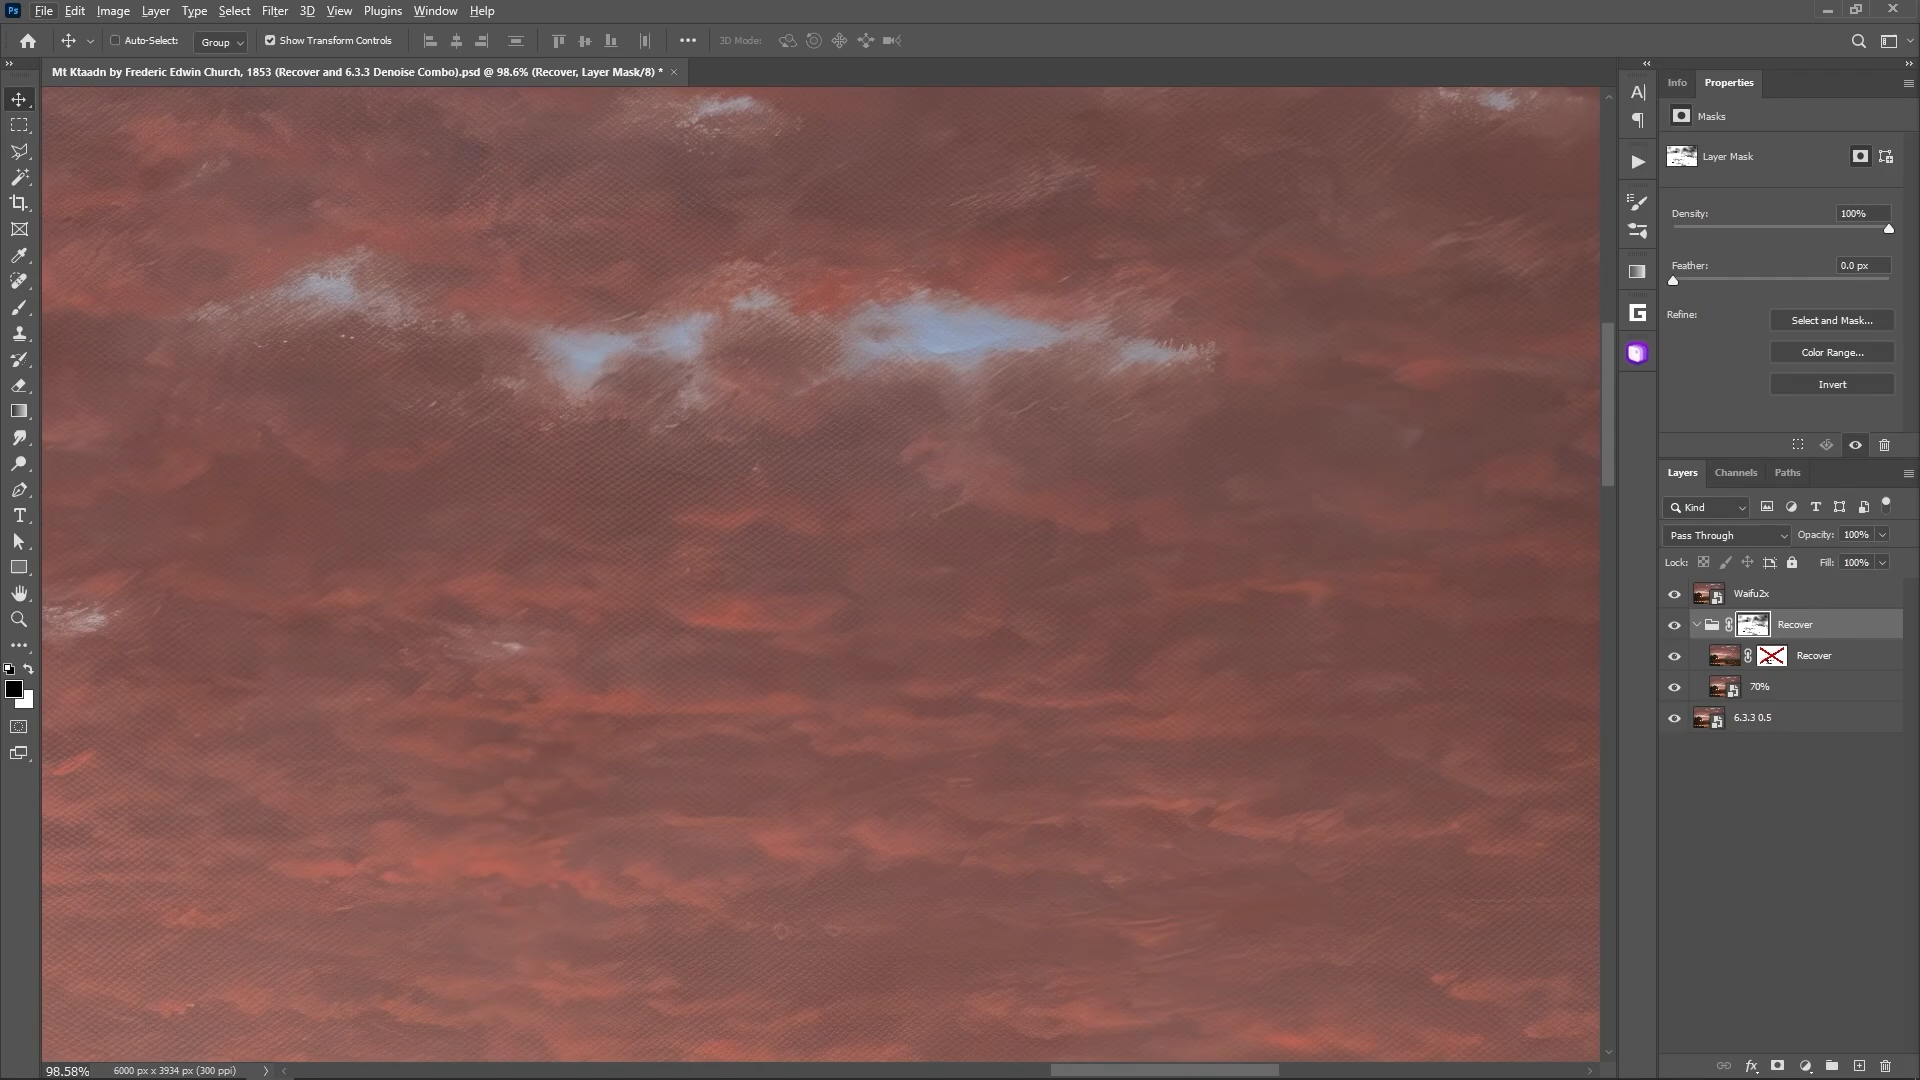 Ps File Edit Image Layer Type Select Filter 3D View Plugins Window Help
Auto-Select: Group Show Transform Controls 3D Mode:
Mt Ktaadn by Frederic Edwin Church, 1853 (Recover and 6.3.3 Denoise Combo).psd @ 98.6% (Recover, Layer Mask/8) *
Info Properties
Masks
Layer Mask
Density: 100%
Feather: 0.0 px
Refine: Select and Mask...
Color Range...
Invert
Layers Channels Paths
Kind
Pass Through Opacity: 100%
Lock: Fill: 100%
Waifu2x
Recover
Recover
70%
6.3.3 0.5
98.58% 6000 px x 3934 px (300 ppi)
fx